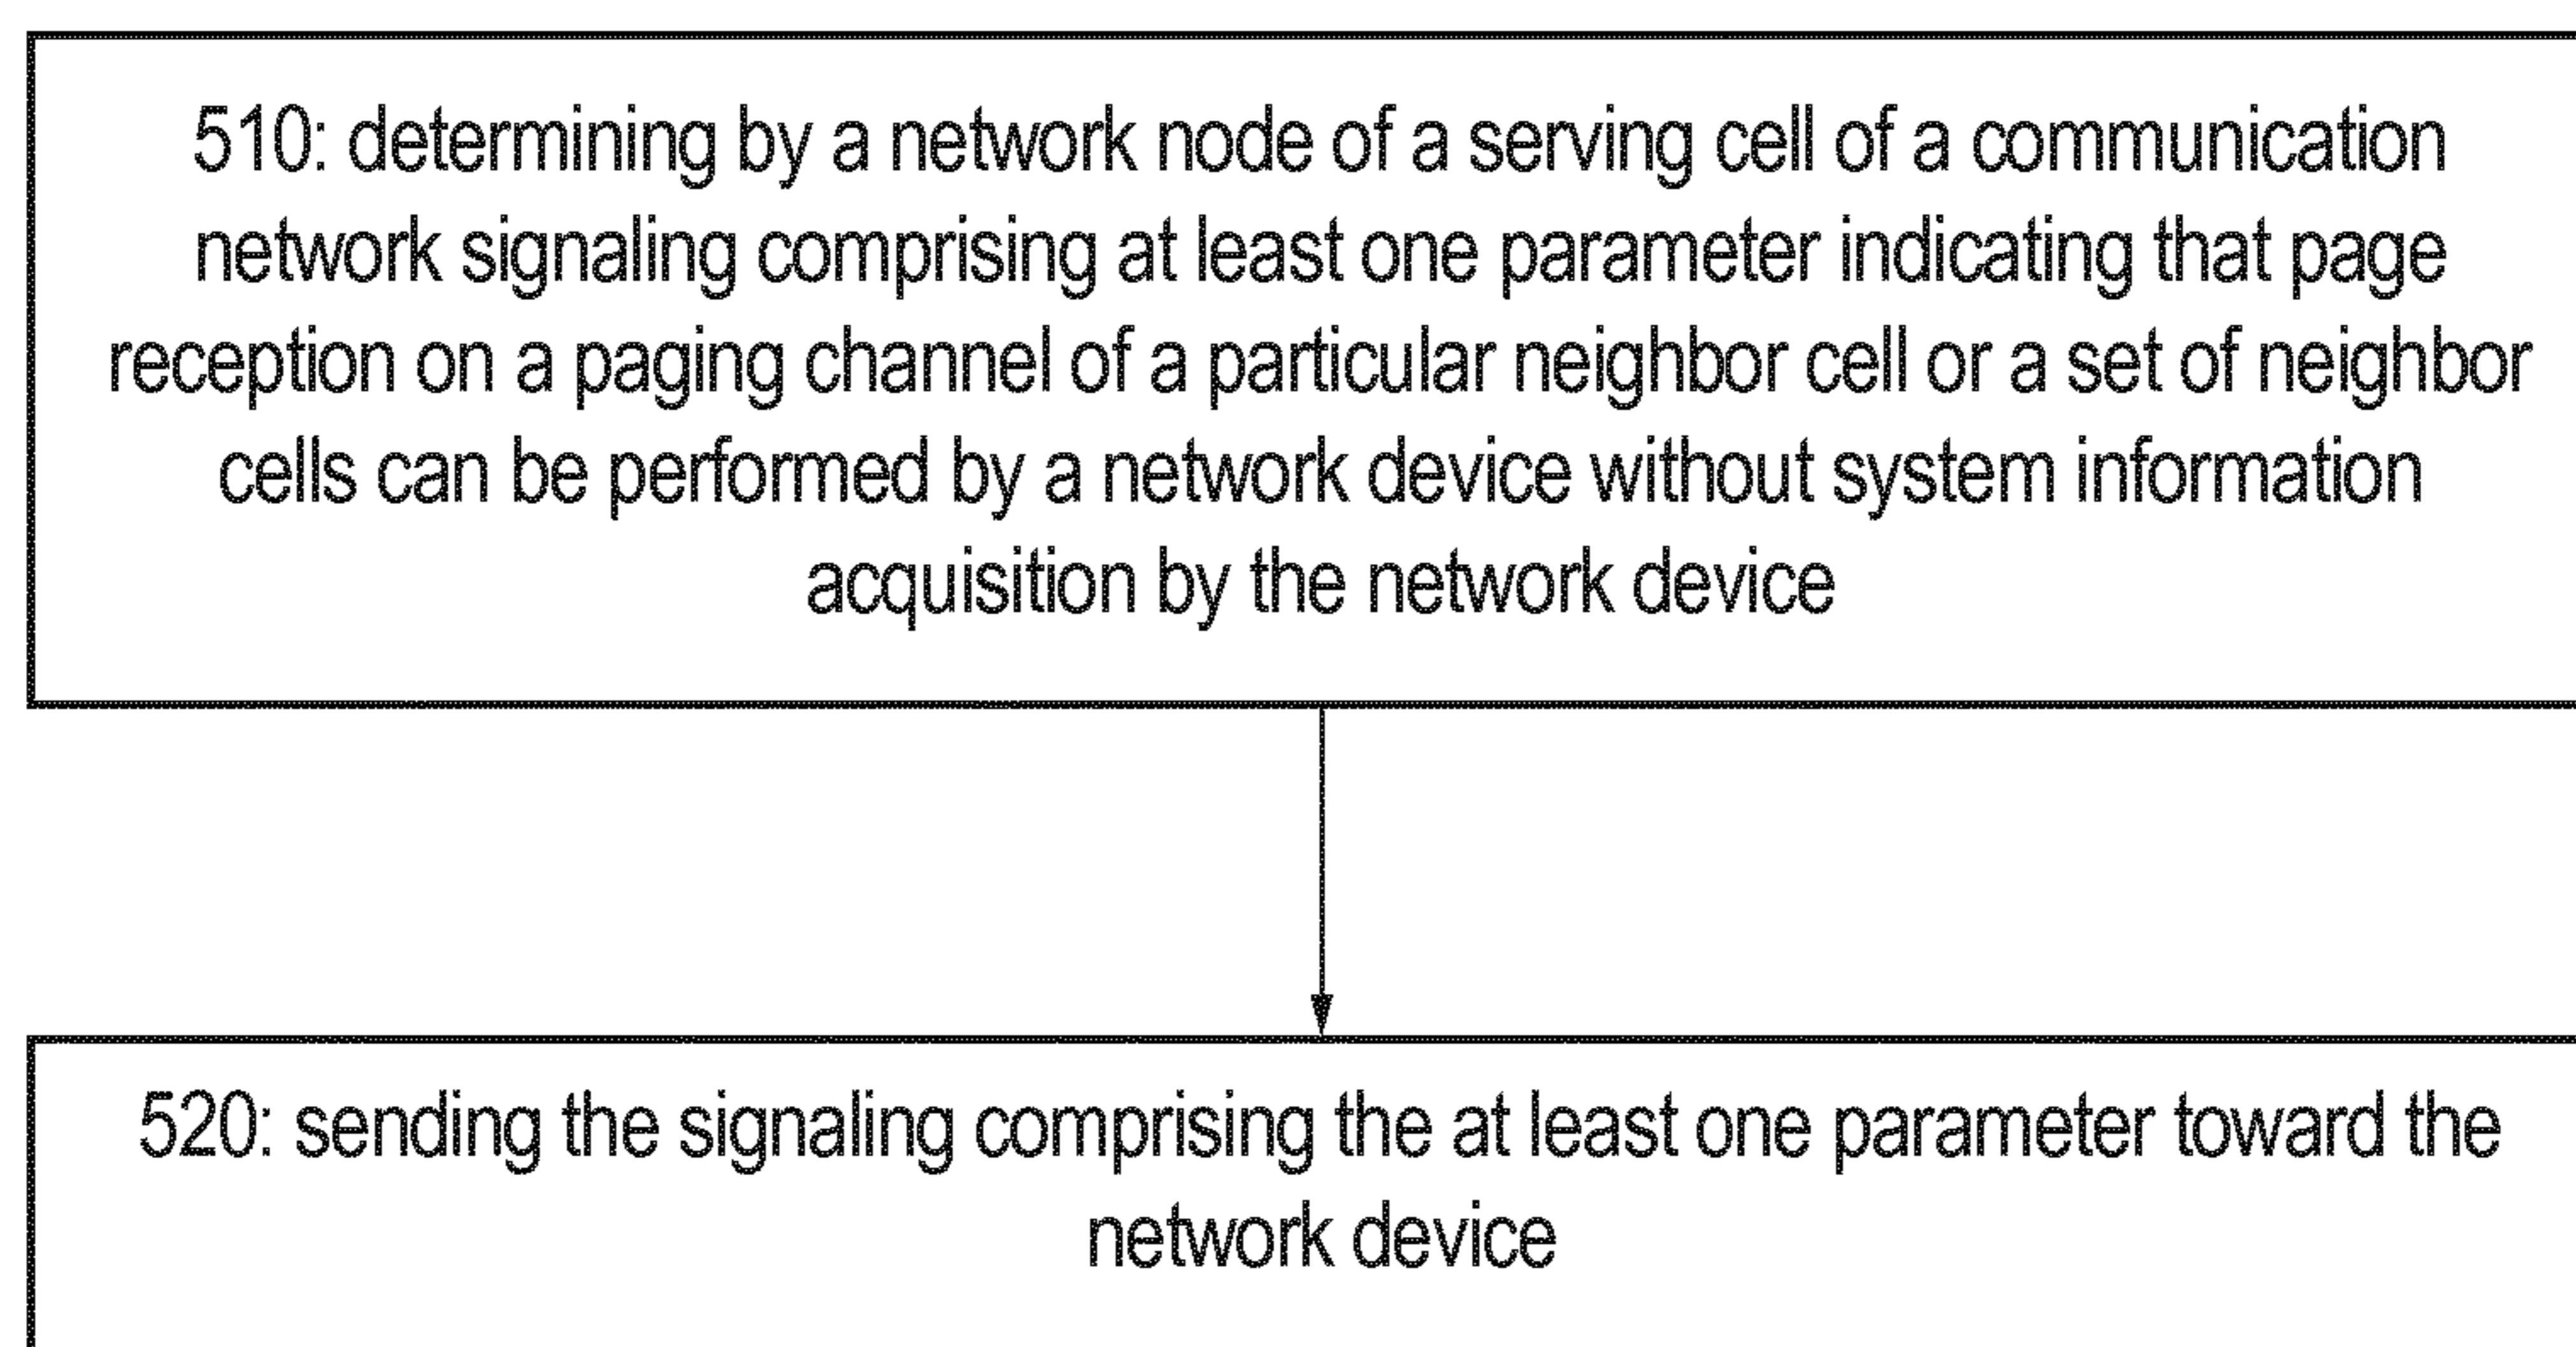 510: determining by a network node of a serving cell of a communication
network signaling comprising at least one parameter indicating that page
reception on a paging channel of a particular neighbor cell or a set of neighbor
cells can be performed by a network device without system information
acquisition by the network device
520: sending the signaling comprising the at least one parameter toward the
network device